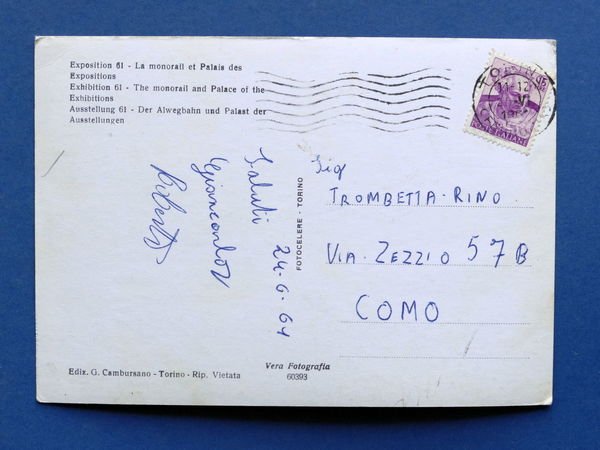 Exposition 61 - La monorail et Palais des
Expositions
Exhibition 61 - The monorail and Palace of the
Exhibitions
Ausstellung 61 - Der Alwegbahn und Palast der
Ausstellungen
Saluti 24-6-61
Giancarlo
Roberto
FOTOCELERE - TORINO
Sig
TROMBETTA-RINO
VIA-ZEZZIO 57B
COMO
Vera Fotografia
60393
Ediz. G. Cambursano - Torino - Rip. Vietata
POSTE ITALIANE